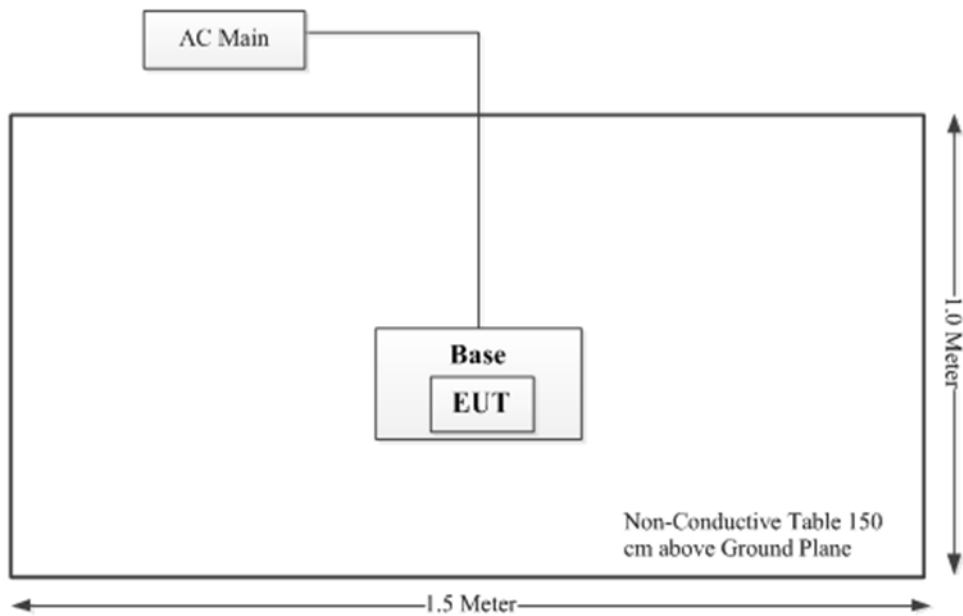 AC Main
Base
EUT
1.0 Meter
Non-Conductive Table 150
cm above Ground Plane
1.5 Meter